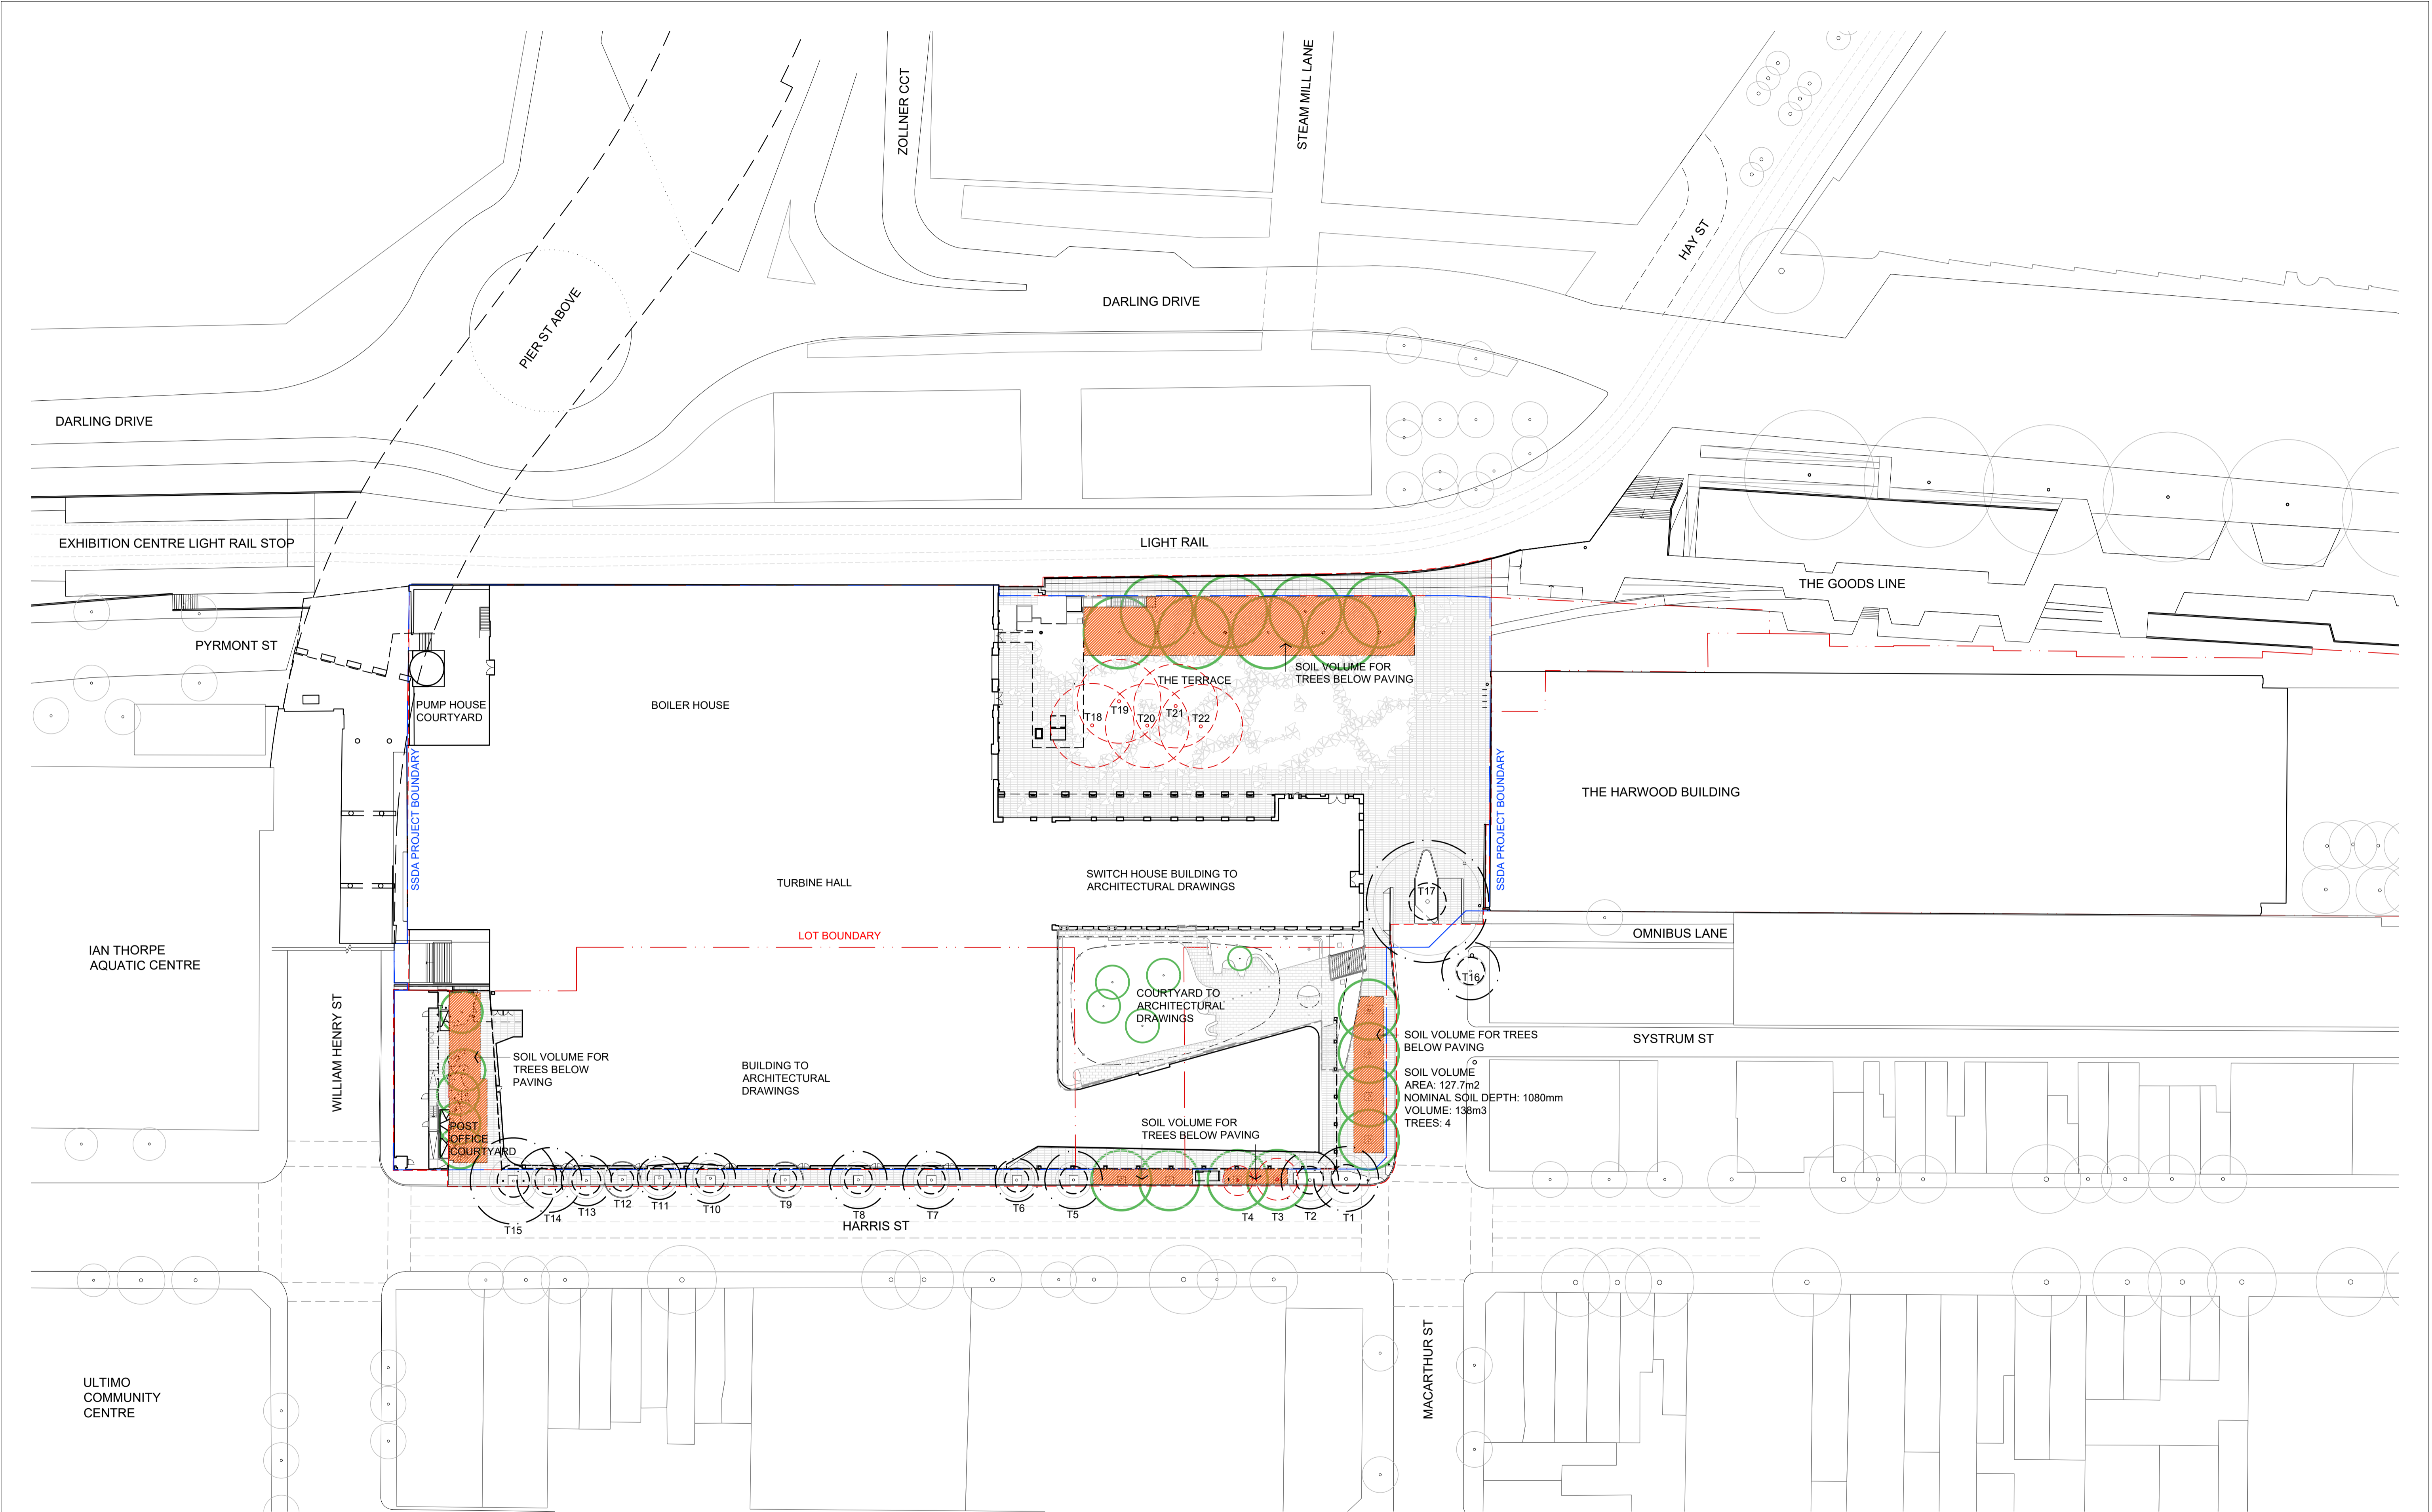 STEAM MILL LANE
ZOLLNER CCT
HAY ST
DARLING DRIVE
PIER ST ABOVE
DARLING DRIVE
EXHIBITION CENTRE LIGHT RAIL STOP
LIGHT RAIL
THE GOODS LINE
PYRMONT ST
SOIL VOLUME FOR
TREES BELOW PAVING
THE TERRACE
PUMP HOUSE
COURTYARD
BOILER HOUSE
T18
T19
T20
T21
T22
SSDA PROJECT BOUNDARY
SSDA PROJECT BOUNDARY
THE HARWOOD BUILDING
TURBINE HALL
SWITCH HOUSE BUILDING TO
ARCHITECTURAL DRAWINGS
T17
LOT BOUNDARY
OMNIBUS LANE
IAN THORPE
AQUATIC CENTRE
T16
COURTYARD TO
ARCHITECTURAL
DRAWINGS
WILLIAM HENRY ST
SOIL VOLUME FOR
TREES BELOW
PAVING
BUILDING TO
ARCHITECTURAL
DRAWINGS
SOIL VOLUME FOR TREES
BELOW PAVING
SYSTRUM ST
SOIL VOLUME
AREA: 127.7m2
NOMINAL SOIL DEPTH: 1080mm
VOLUME: 138m3
TREES: 4
POST
OFFICE
COURTYARD
SOIL VOLUME FOR
TREES BELOW PAVING
T15
T14
T13
T12
T11
T10
T9
T8
T7
T6
T5
T4
T3
T2
T1
HARRIS ST
MACARTHUR ST
ULTIMO
COMMUNITY
CENTRE